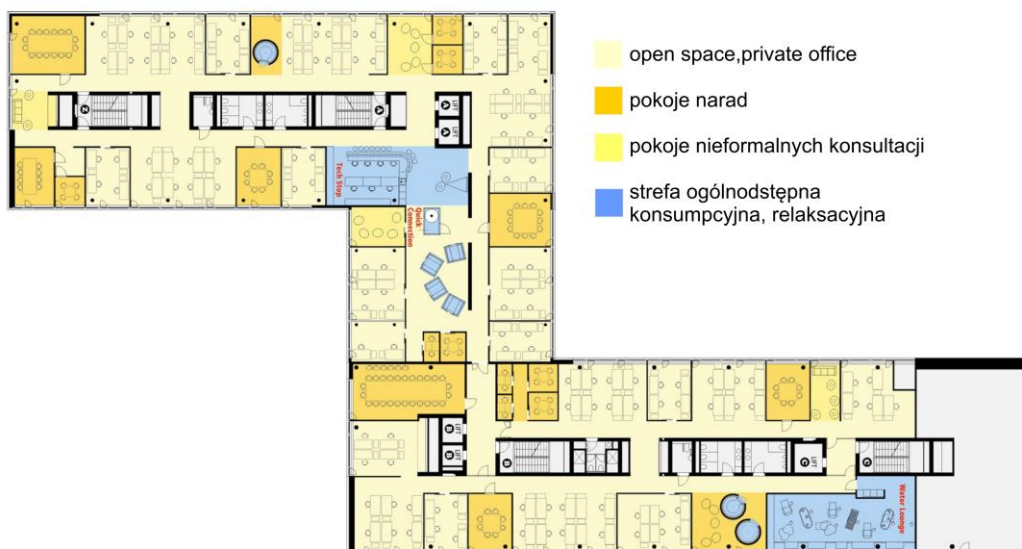 open space,private office
pokoje narad
pokoje nieformalnych konsultacji
strefa ogólnodstępna
konsumpcyjna, relaksacyjna
LIFT
A
A
LIFT
A
Tech Stop
Quick
Connection
LIFT
B
LIFT
B
B
LIFT
C
C
Water Lounge